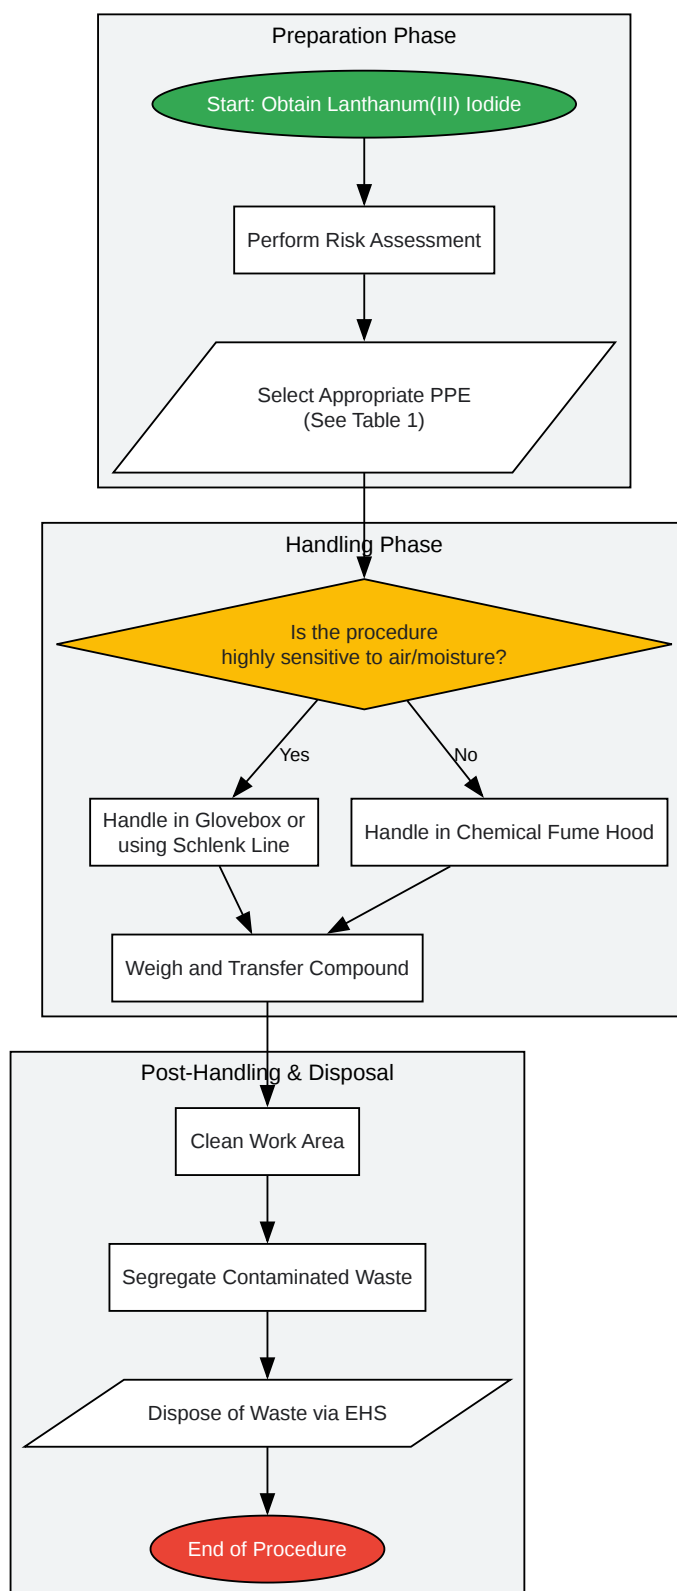 Preparation Phase
Start: Obtain Lanthanum(III) Iodide
Perform Risk Assessment
Select Appropriate PPE
(See Table 1)
Handling Phase
Is the procedure
highly sensitive to air/moisture?
Yes
No
Handle in Glovebox or
using Schlenk Line
Handle in Chemical Fume Hood
Weigh and Transfer Compound
Post-Handling & Disposal
Clean Work Area
Segregate Contaminated Waste
Dispose of Waste via EHS
End of Procedure